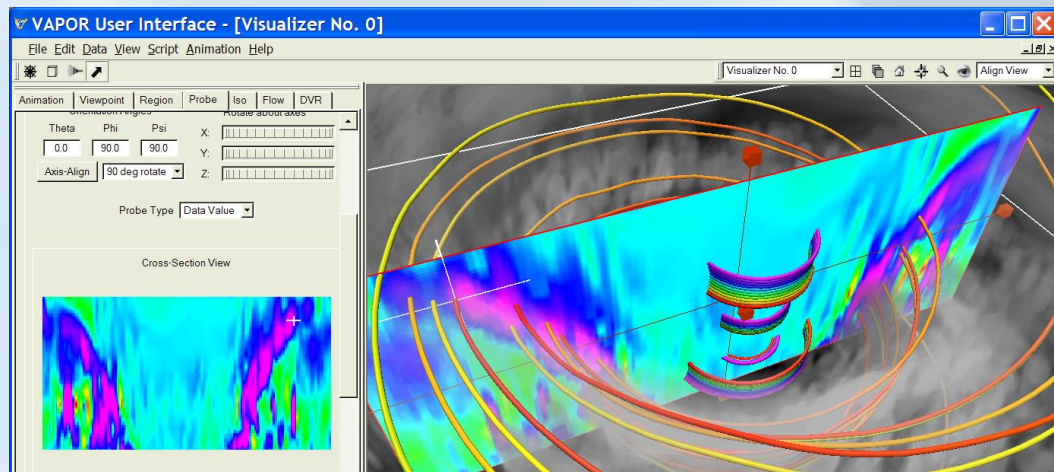 VAPOR User Interface - [Visualizer No. 0]
File Edit Data View Script Animation Help
Visualizer No. 0
Align View
Animation Viewpoint Region Probe Iso Flow DVR
Orientation Angles
Rotate about axes
Theta Phi Psi
X:
0.0 90.0 90.0
Y:
Axis-Align 90 deg rotate
Z:
Probe Type Data Value
Cross-Section View